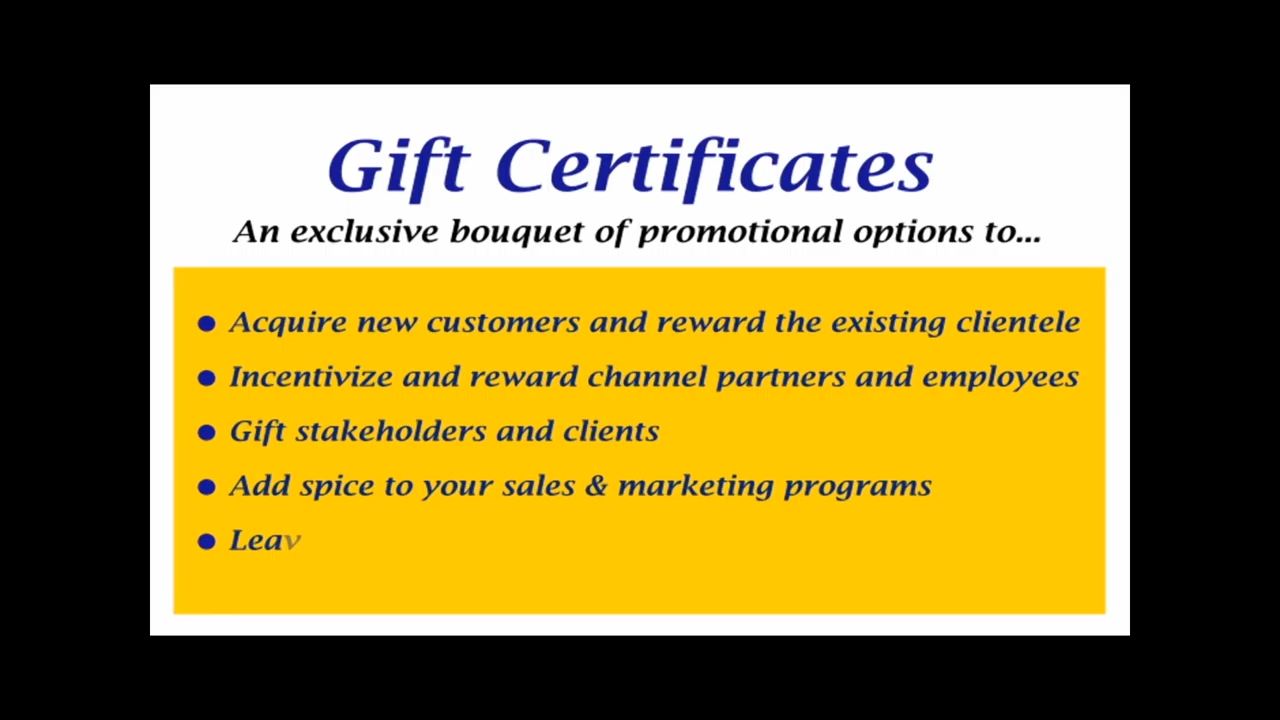 Gift Certificates
An exclusive bouquet of promotional options to...
● Acquire new customers and reward the existing clientele
● Incentivize and reward channel partners and employees
● Gift stakeholders and clients
● Add spice to your sales & marketing programs
● Leav